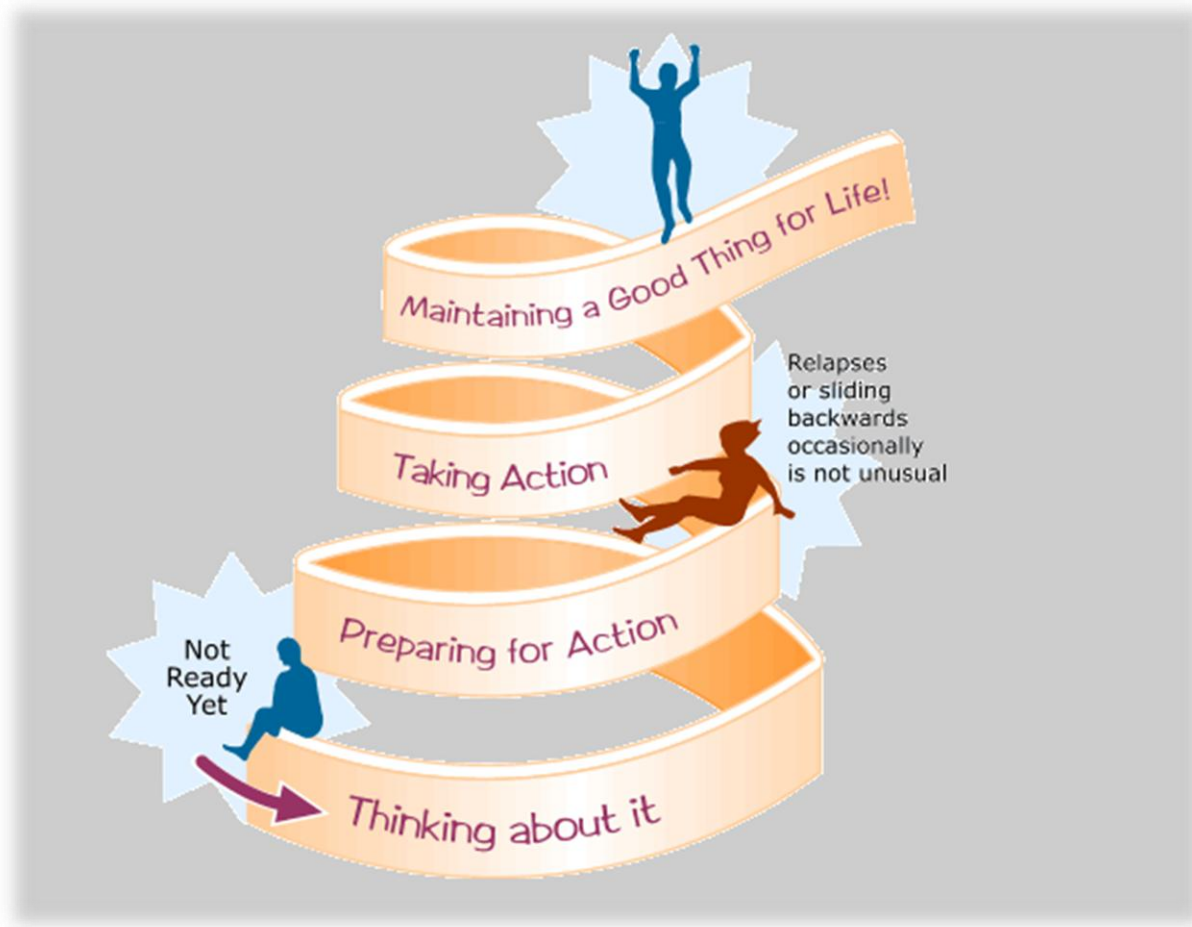 Maintaining a Good Thing for Life!
Relapses
or sliding
backwards
occasionally
is not unusual
Taking Action
Preparing for Action
Not
Ready
Yet
Thinking about it